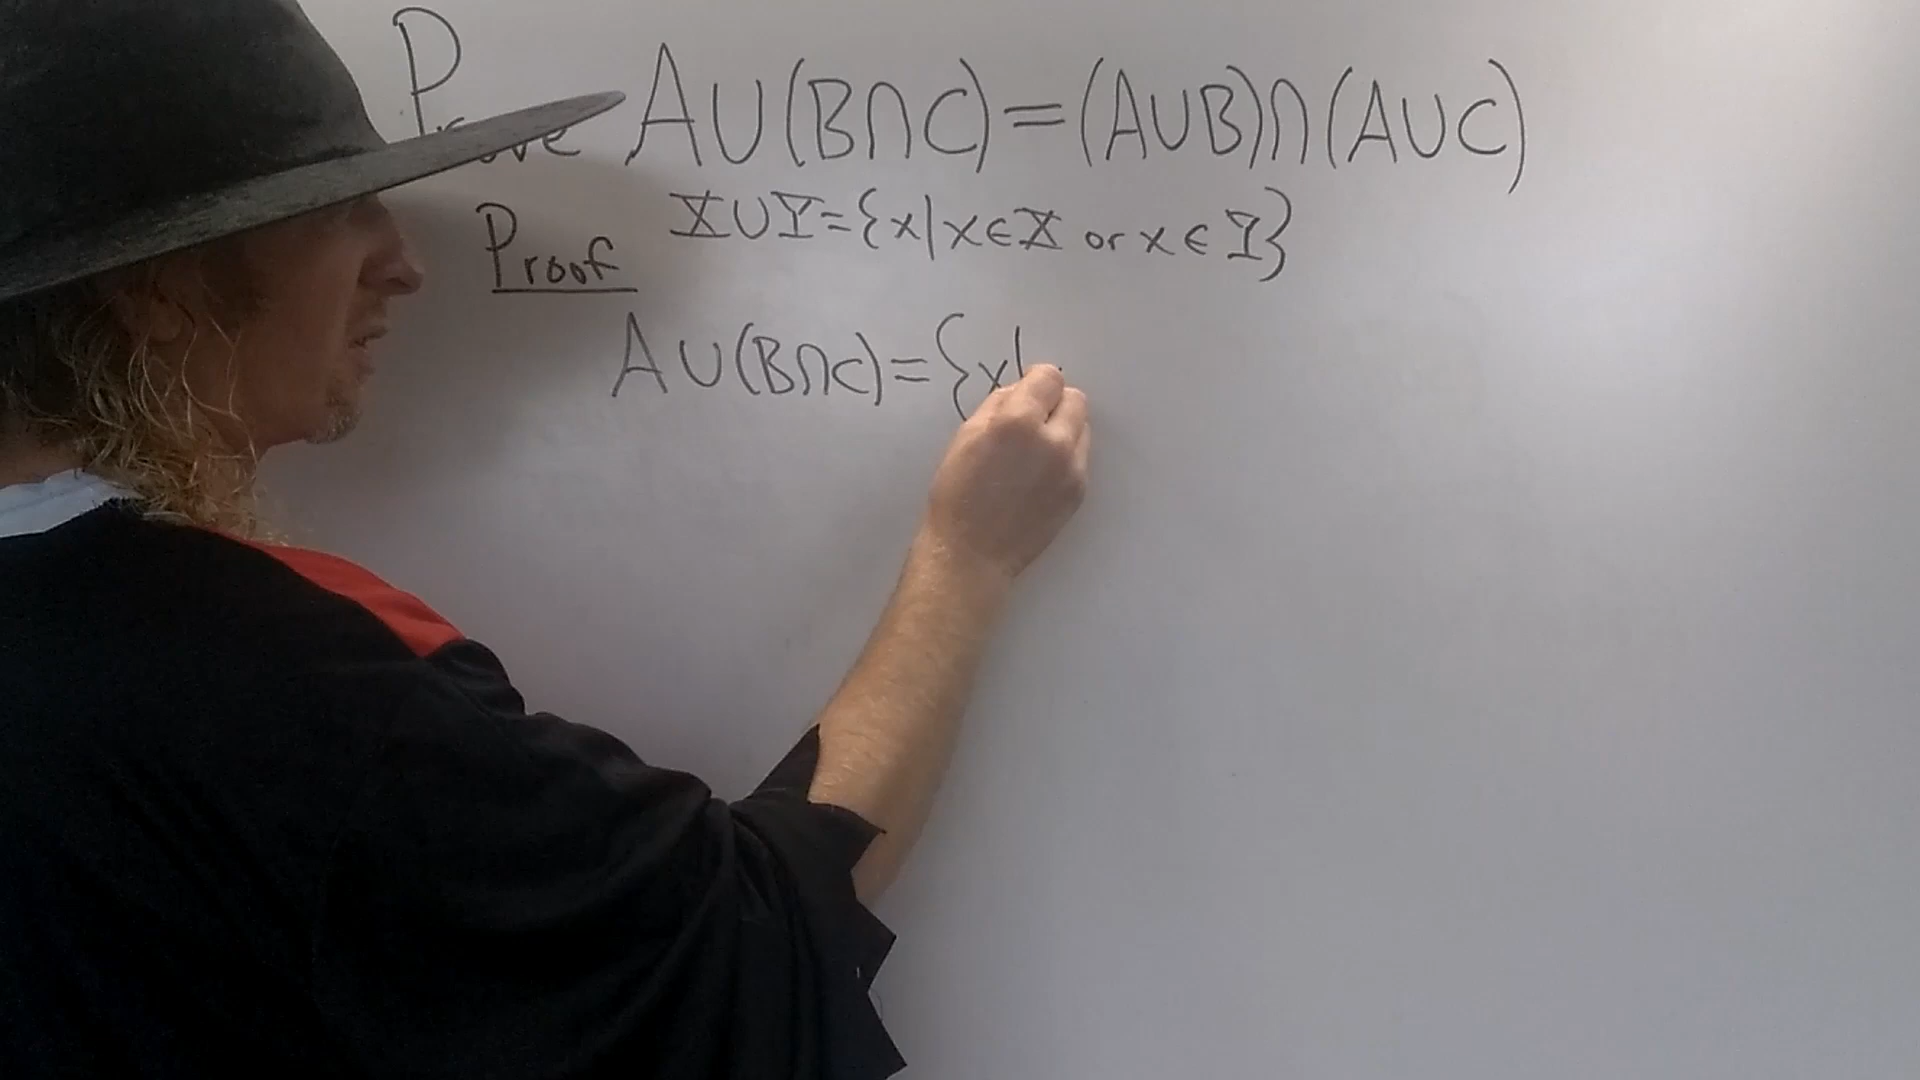 Prove A∪(B∩C)=(A∪B)∩(A∪C)
X∪Y={x|x∈X or x∈Y}
Proof
A∪(B∩C)={x|